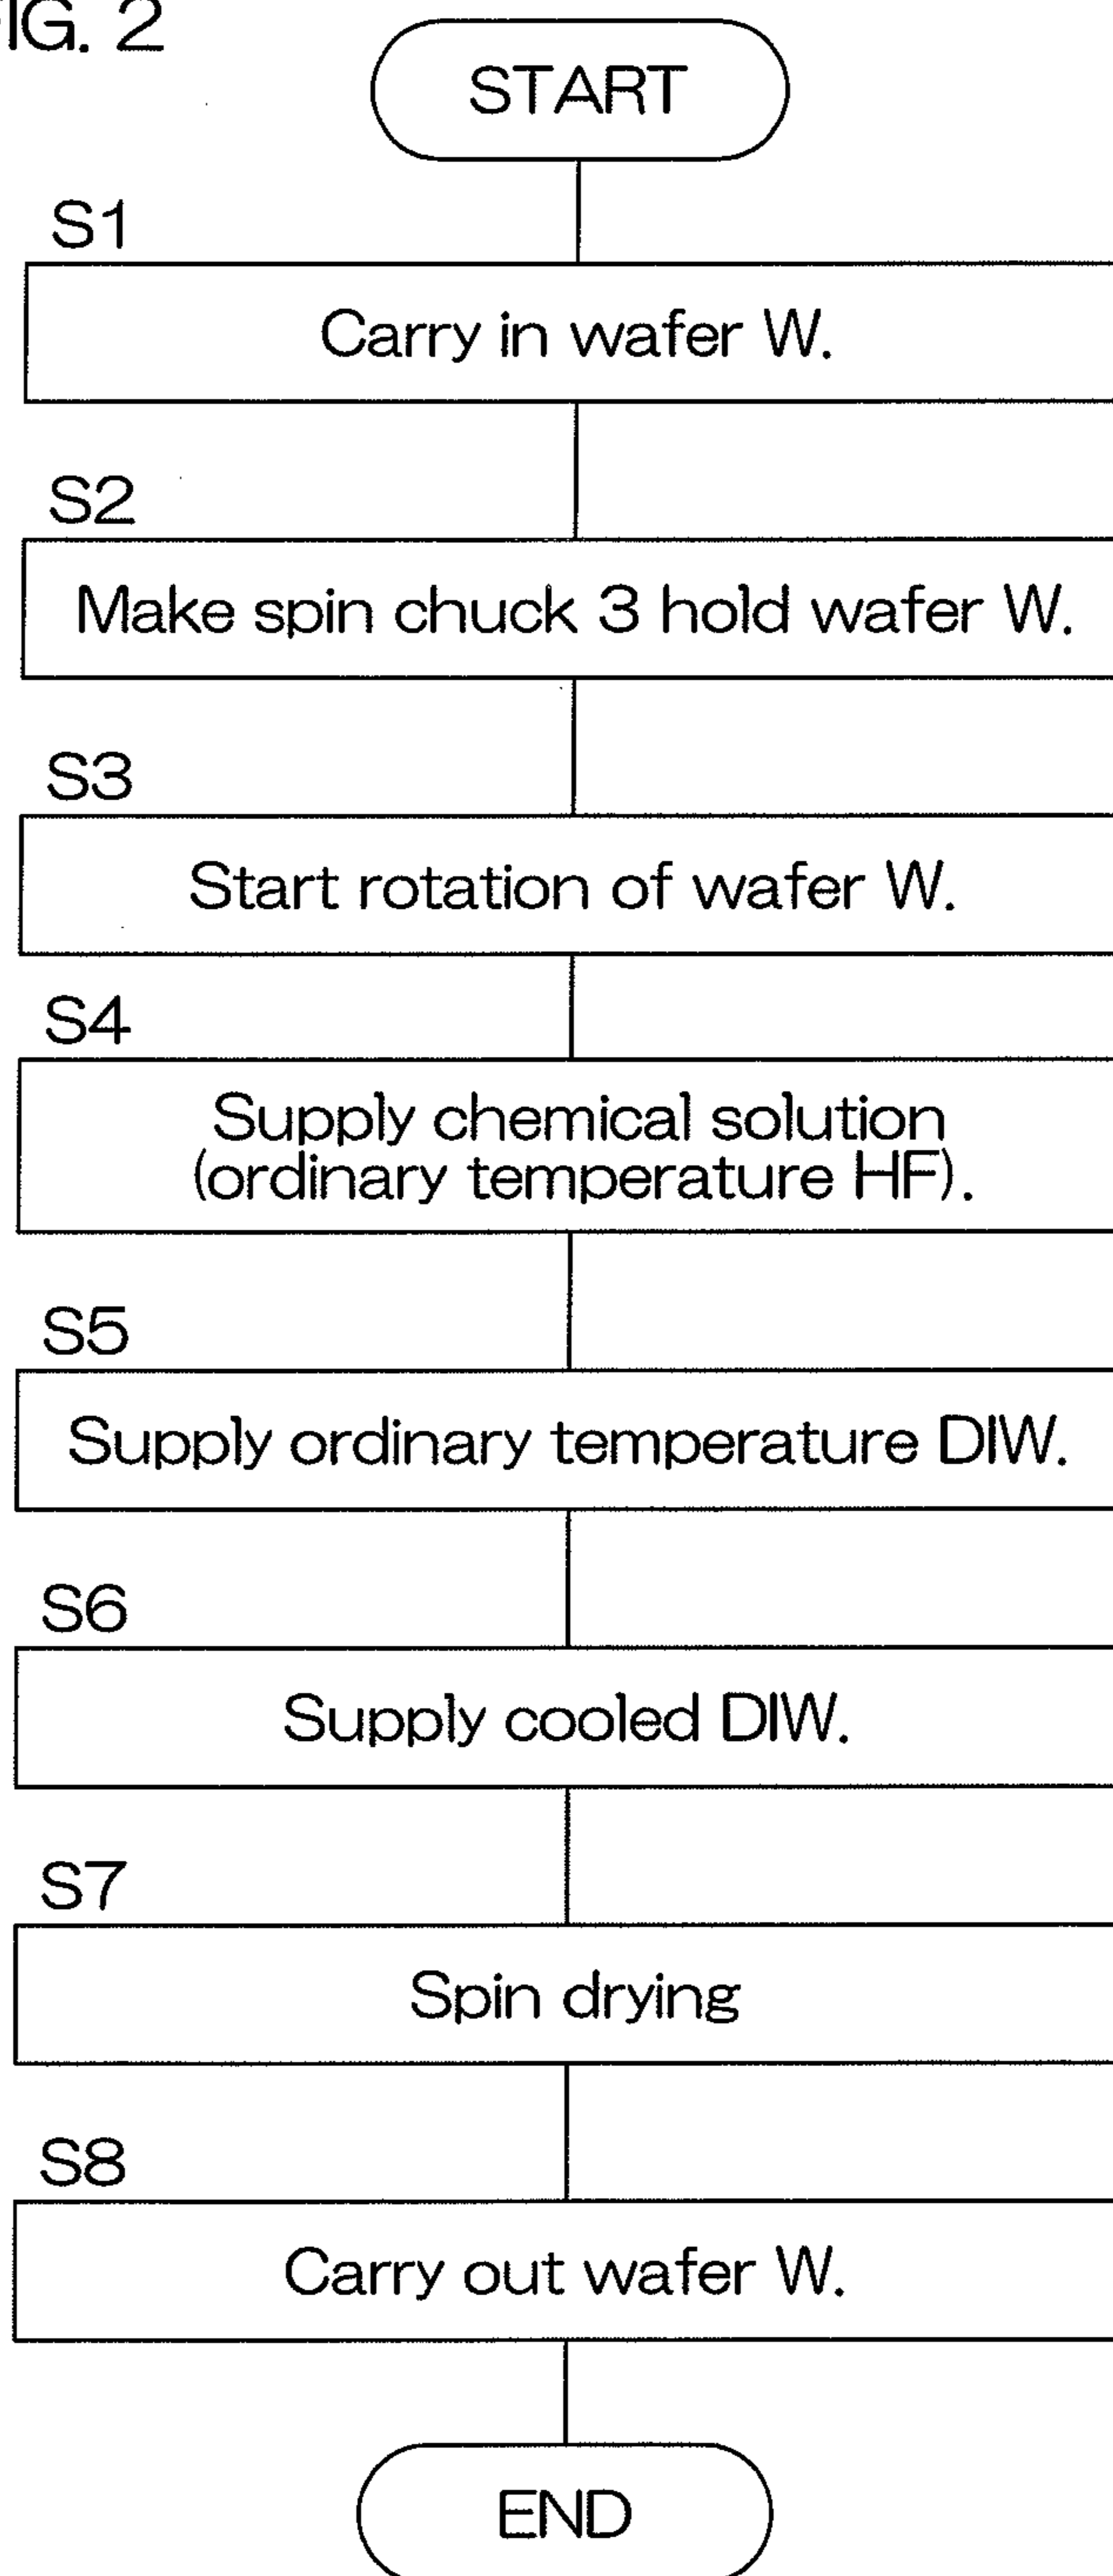 FIG. 2
START
S1
Carry in wafer W.
S2
Make spin chuck 3 hold wafer W.
S3
Start rotation of wafer W.
S4
Supply chemical solution
(ordinary temperature HF).
S5
Supply ordinary temperature DIW.
S6
Supply cooled DIW.
S7
Spin drying
S8
Carry out wafer W.
END